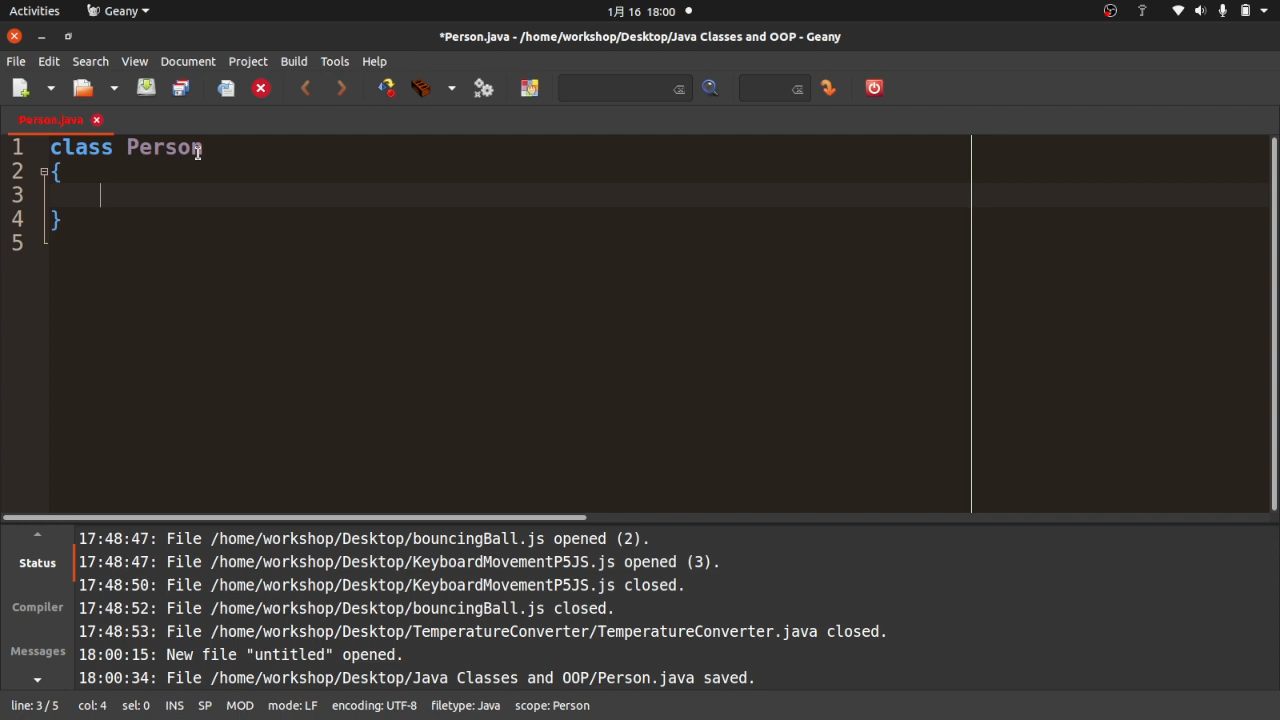 Activities Geany 1月 16 18:00
*Person.java - /home/workshop/Desktop/Java Classes and OOP - Geany
File Edit Search View Document Project Build Tools Help
Person.java
1 class Person
2 {
3
4 }
5
17:48:47: File /home/workshop/Desktop/bouncingBall.js opened (2).
Status
17:48:47: File /home/workshop/Desktop/KeyboardMovementP5JS.js opened (3).
17:48:50: File /home/workshop/Desktop/KeyboardMovementP5JS.js closed.
Compiler
17:48:52: File /home/workshop/Desktop/bouncingBall.js closed.
17:48:53: File /home/workshop/Desktop/TemperatureConverter/TemperatureConverter.java closed.
Messages
18:00:15: New file "untitled" opened.
18:00:34: File /home/workshop/Desktop/Java Classes and OOP/Person.java saved.
line: 3 / 5 col: 4 sel: 0 INS SP MOD mode: LF encoding: UTF-8 filetype: Java scope: Person